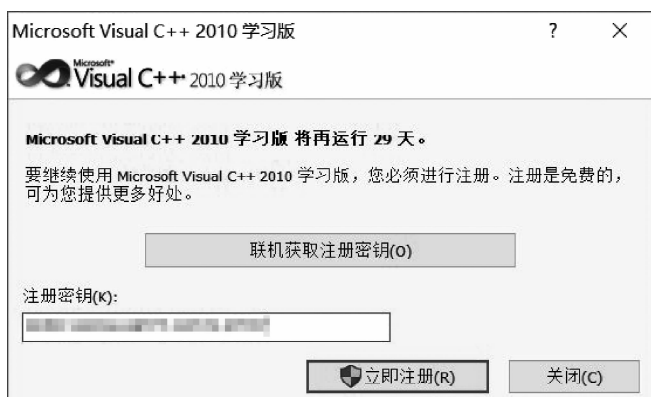 Microsoft Visual C++ 2010 学习版 ? ×
Microsoft®
Visual C++ 2010 学习版
Microsoft Visual C++ 2010 学习版 将再运行 29 天。
要继续使用 Microsoft Visual C++ 2010 学习版，您必须进行注册。注册是免费的，
可为您提供更多好处。
联机获取注册密钥(O)
注册密钥(K):
立即注册(R) 关闭(C)